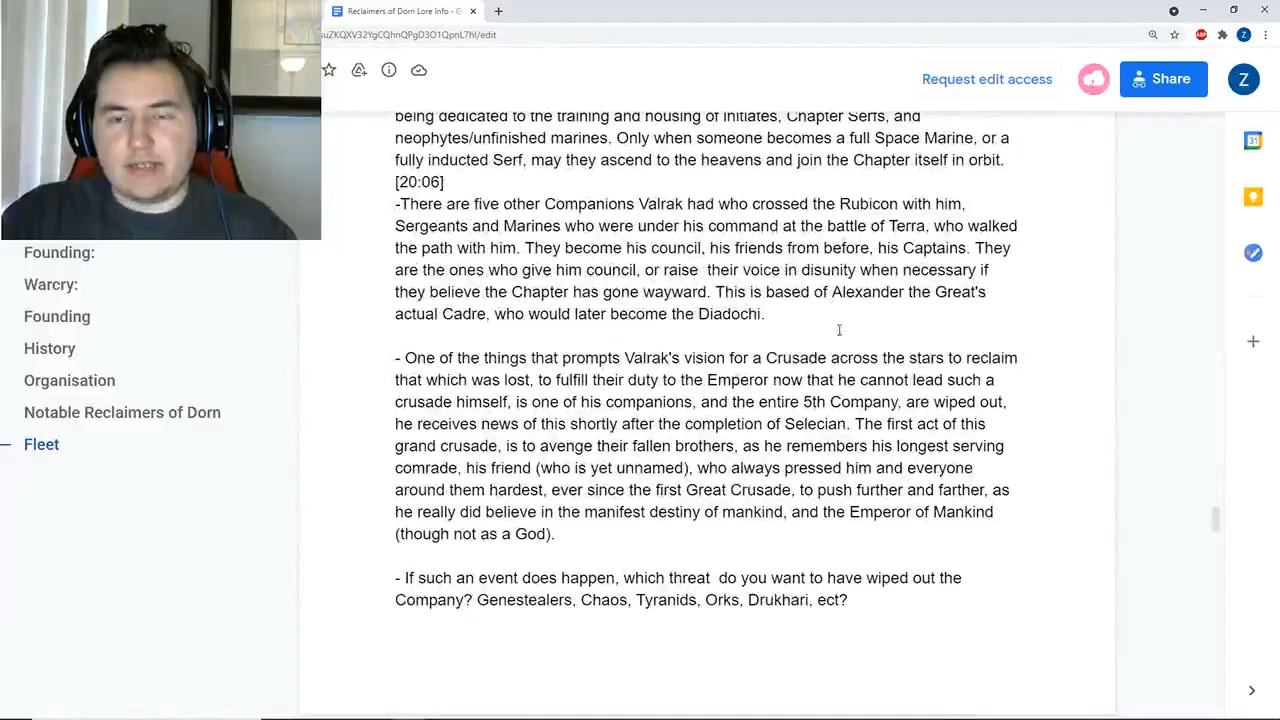 Reclaimers of Dorn Lore Info - G
suZKQXV32YgCQhnQPgD3O1QpnL7hI/edit
ABP
Z
Request edit access
Share
Z
31
Founding:
Warcry:
Founding
History
Organisation
Notable Reclaimers of Dorn
Fleet
being dedicated to the training and housing of initiates, Chapter Serfs, and
neophytes/unfinished marines. Only when someone becomes a full Space Marine, or a
fully inducted Serf, may they ascend to the heavens and join the Chapter itself in orbit.
[20:06]
-There are five other Companions Valrak had who crossed the Rubicon with him,
Sergeants and Marines who were under his command at the battle of Terra, who walked
the path with him. They become his council, his friends from before, his Captains. They
are the ones who give him council, or raise  their voice in disunity when necessary if
they believe the Chapter has gone wayward. This is based of Alexander the Great's
actual Cadre, who would later become the Diadochi.
- One of the things that prompts Valrak's vision for a Crusade across the stars to reclaim
that which was lost, to fulfill their duty to the Emperor now that he cannot lead such a
crusade himself, is one of his companions, and the entire 5th Company, are wiped out,
he receives news of this shortly after the completion of Selecian. The first act of this
grand crusade, is to avenge their fallen brothers, as he remembers his longest serving
comrade, his friend (who is yet unnamed), who always pressed him and everyone
around them hardest, ever since the first Great Crusade, to push further and farther, as
he really did believe in the manifest destiny of mankind, and the Emperor of Mankind
(though not as a God).
- If such an event does happen, which threat  do you want to have wiped out the
Company? Genestealers, Chaos, Tyranids, Orks, Drukhari, ect?